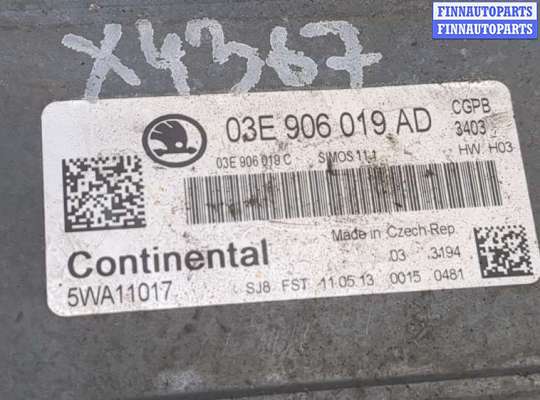 FINNAUTOPARTS
FINNAUTOPARTS
X4367
03E 906 019 AD
CGPB
3403
03E 906 019 C SIMOS 11.1
HW H03
Made in Czech-Rep.
Continental
03 3194
5WA11017
SJ8 FST 11.05.13 0015 0481